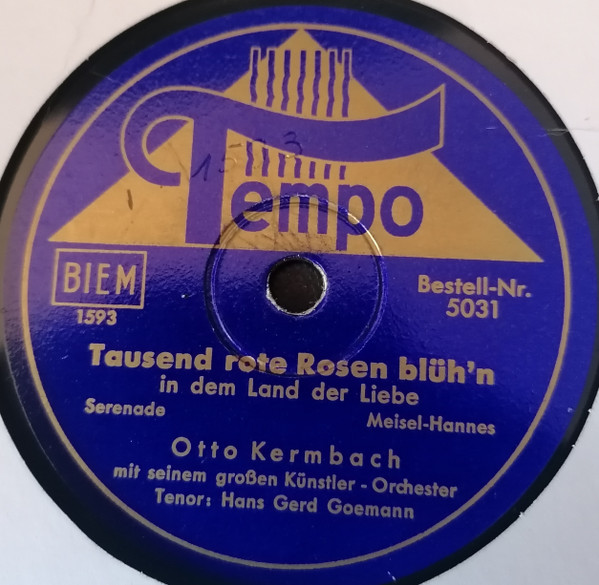 1593
Tempo
BIEM
1593
Bestell-Nr.
5031
Tausend rote Rosen blüh'n
in dem Land der Liebe
Serenade
Meisel-Hannes
Otto Kermbach
mit seinem großen Künstler-Orchester
Tenor: Hans Gerd Goemann